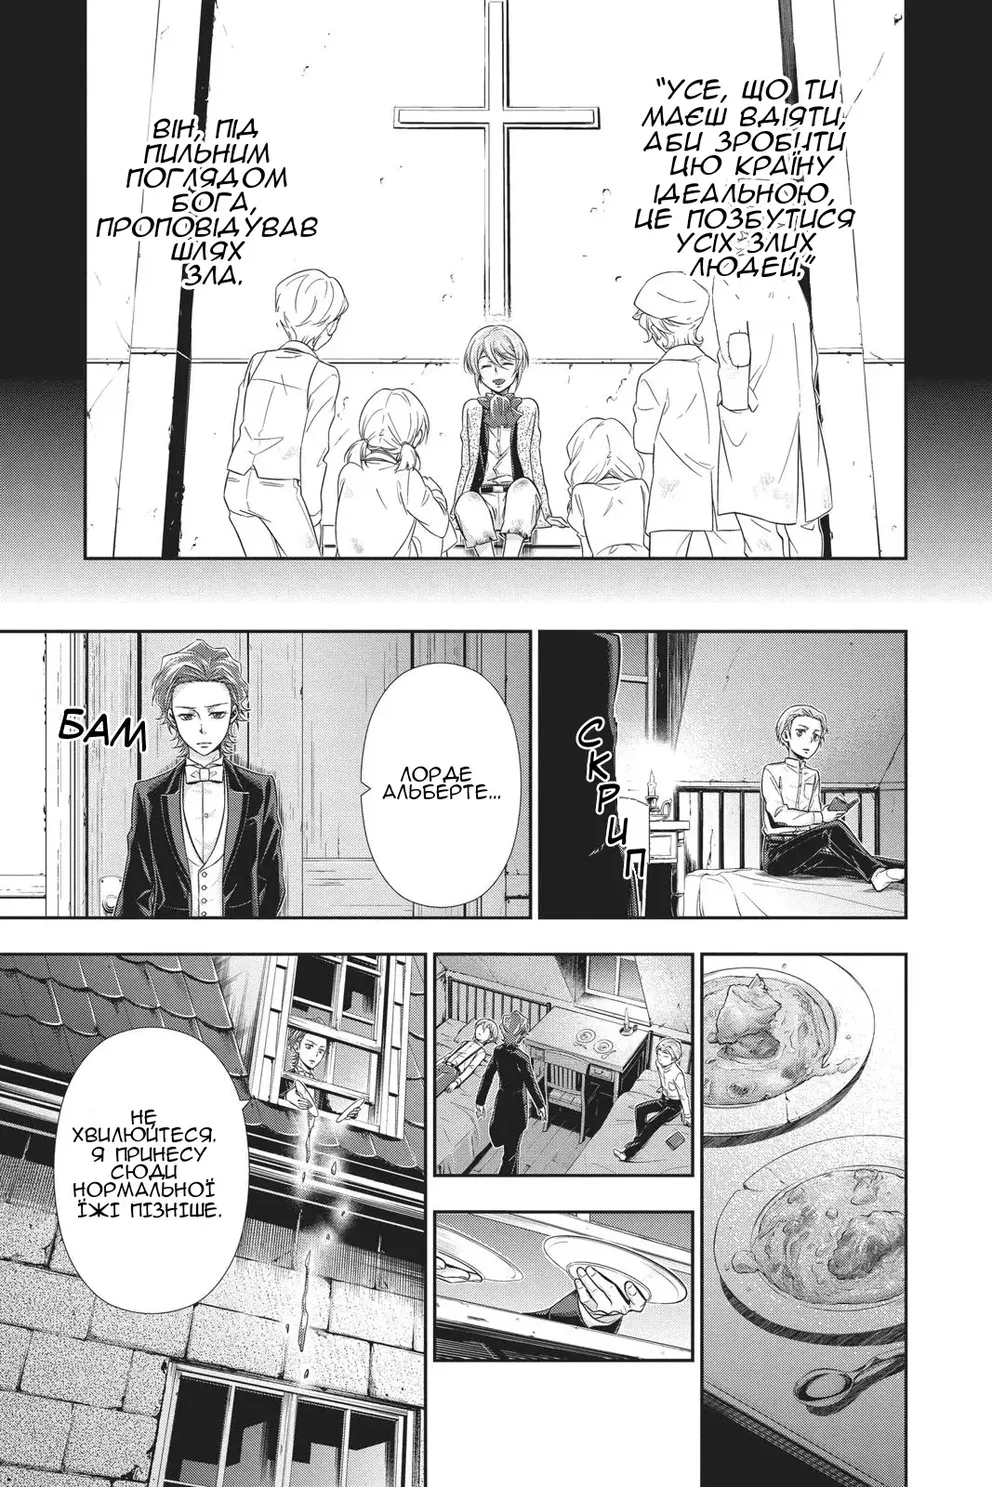 “УСЕ, ЩО ТИ
МАЄШ ВДІЯТИ,
АБИ ЗРОБИТИ
ЦЮ КРАЇНУ
ІДЕАЛЬНОЮ,
ЦЕ ПОЗБУТИСЯ
УСІХ ЗЛИХ
ЛЮДЕЙ.”
ВІН, ПІД
ПИЛЬНИМ
ПОГЛЯДОМ
БОГА,
ПРОПОВІДУВАВ
ШЛЯХ
ЗЛА.
СКРИП
ЛОРДЕ
АЛЬБЕРТЕ...
БАМ
НЕ
ХВИЛЮЙТЕСЯ.
Я ПРИНЕСУ
СЮДИ
НОРМАЛЬНОЇ
ЇЖІ ПІЗНІШЕ.